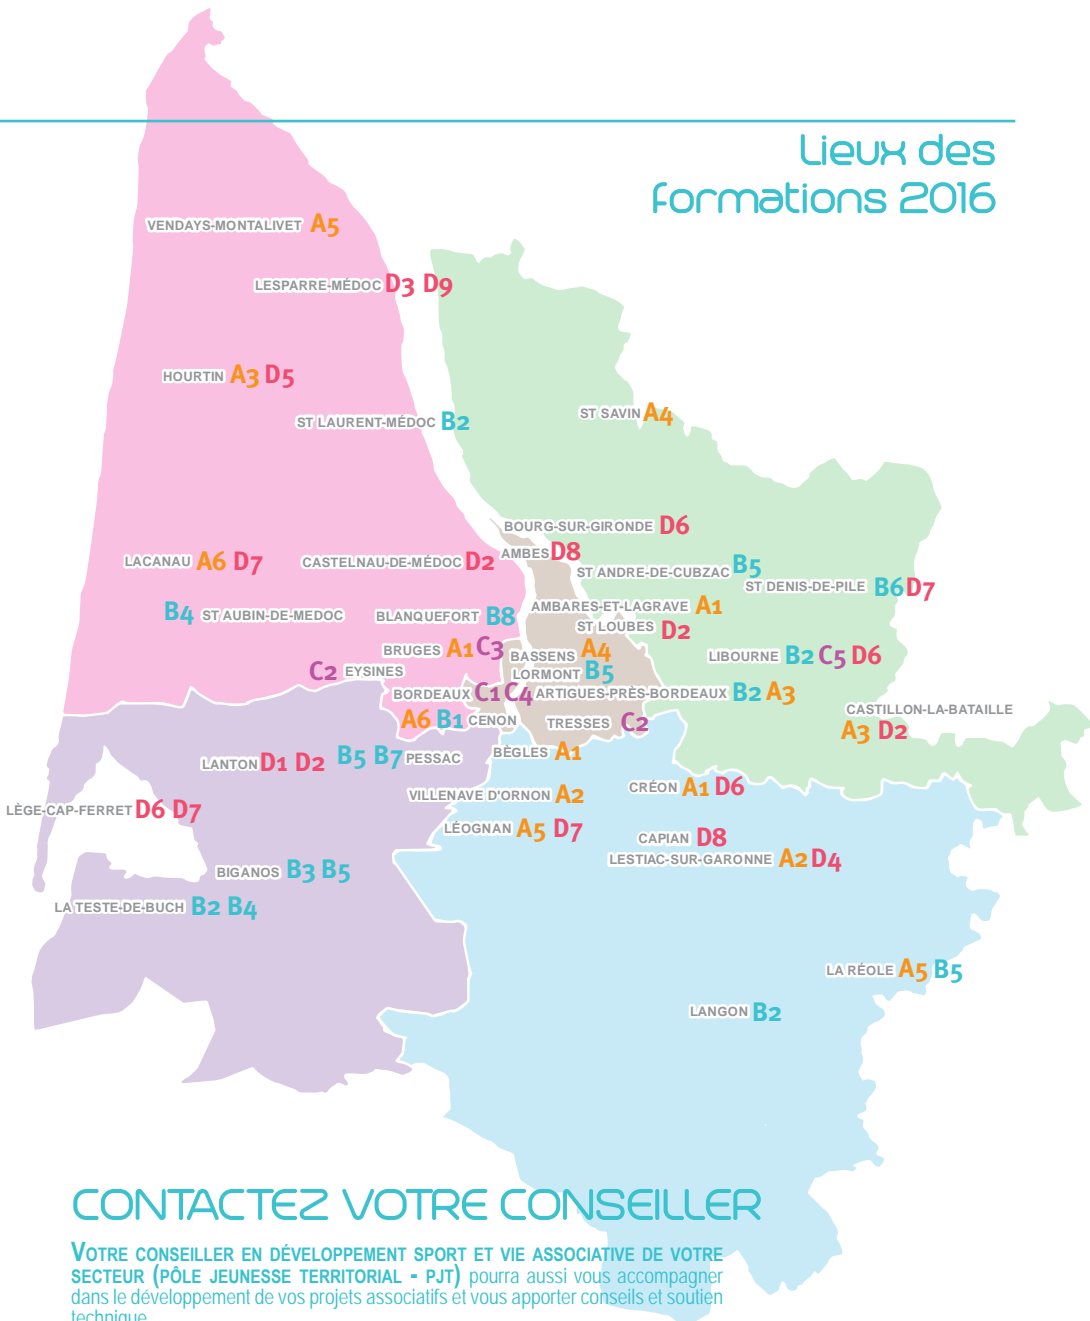 Lieux des
formations 2016
VENDAYS-MONTALIVET A5
LESPARRE-MÉDOC D3 D9
HOURTIN A3 D5
ST SAVIN A4
ST LAURENT-MÉDOC B2
BOURG-SUR-GIRONDE D6
AMBES D8
LACANAU A6 D7
CASTELNAU-DE-MÉDOC D2
ST ANDRE-DE-CUBZAC B5
ST DENIS-DE-PILE B6 D7
AMBARES-ET-LAGRAVE A1
B4 ST AUBIN-DE-MEDOC
BLANQUEFORT B8
ST LOUBES D2
BRUGES A1 C3
BASSENS A4
LIBOURNE B2 C5 D6
C2 EYSINES
LORMONT B5
BORDEAUX C1 C4
ARTIGUES-PRÈS-BORDEAUX B2 A3
CASTILLON-LA-BATAILLE
A3 D2
A6 B1 CENON
TRESSES C2
BÈGLES A1
LANTON D1 D2
B5 B7 PESSAC
CRÉON A1 D6
VILLENAVE D'ORNON A2
LÈGE-CAP-FERRET D6 D7
LÉOGNAN A5 D7
CAPIAN D8
LESTIAC-SUR-GARONNE A2 D4
BIGANOS B3 B5
LA TESTE-DE-BUCH B2 B4
LA RÉOLE A5 B5
LANGON B2
CONTACTEZ VOTRE CONSEILLER
VOTRE CONSEILLER EN DÉVELOPPEMENT SPORT ET VIE ASSOCIATIVE DE VOTRE
SECTEUR (PÔLE JEUNESSE TERRITORIAL - PJT) pourra aussi vous accompagner
dans le développement de vos projets associatifs et vous apporter conseils et soutien
technique